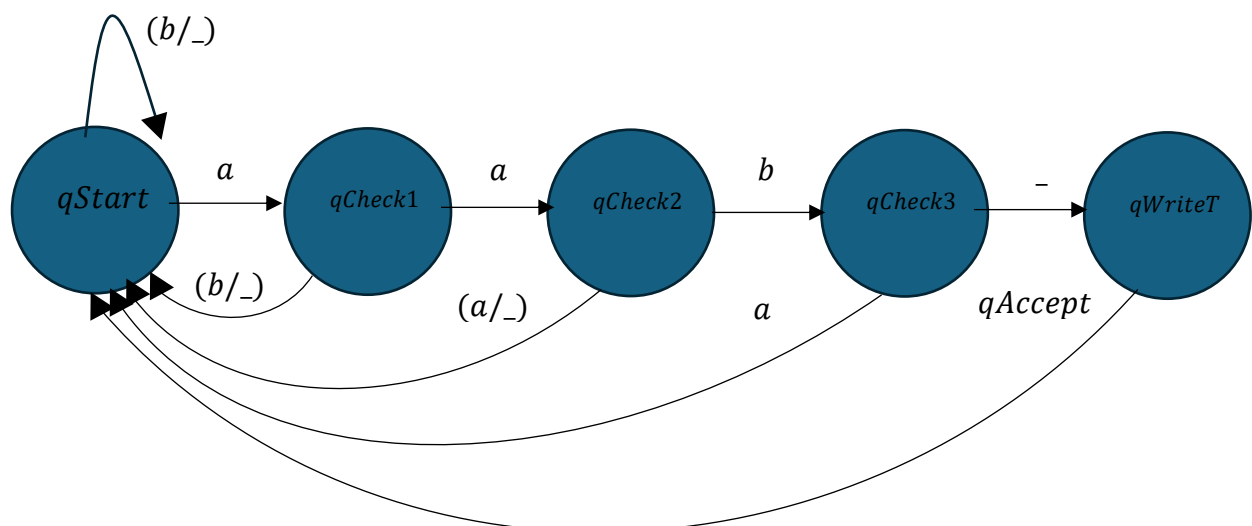 (b/_)
a
a
b
_
qStart
qCheck1
qCheck2
qCheck3
qWriteT
(b/_)
(a/_)
a
qAccept